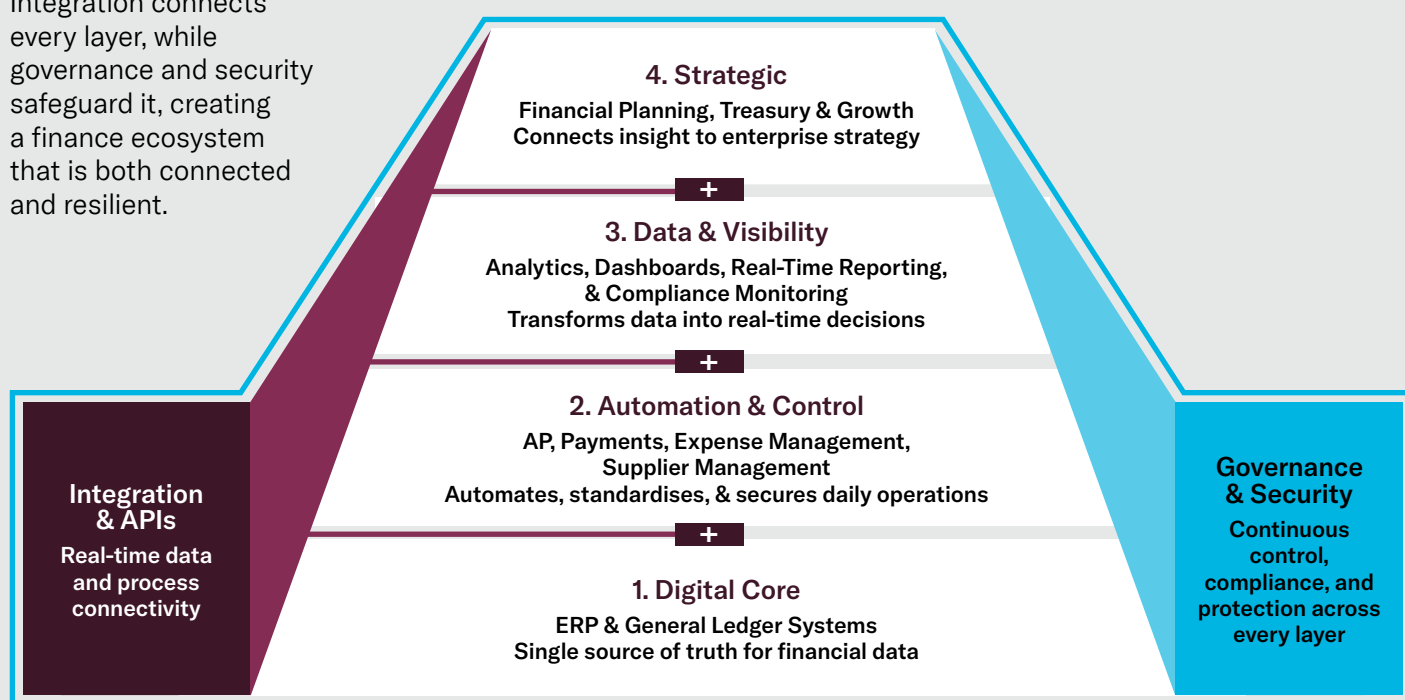 Integration connects
every layer, while
governance and security
safeguard it, creating
a finance ecosystem
that is both connected
and resilient.
4. Strategic
Financial Planning, Treasury & Growth
Connects insight to enterprise strategy
+
3. Data & Visibility
Analytics, Dashboards, Real-Time Reporting,
& Compliance Monitoring
Transforms data into real-time decisions
+
2. Automation & Control
AP, Payments, Expense Management,
Supplier Management
Automates, standardises, & secures daily operations
+
1. Digital Core
ERP & General Ledger Systems
Single source of truth for financial data
Integration
& APIs
Real-time data
and process
connectivity
Governance
& Security
Continuous
control,
compliance, and
protection across
every layer